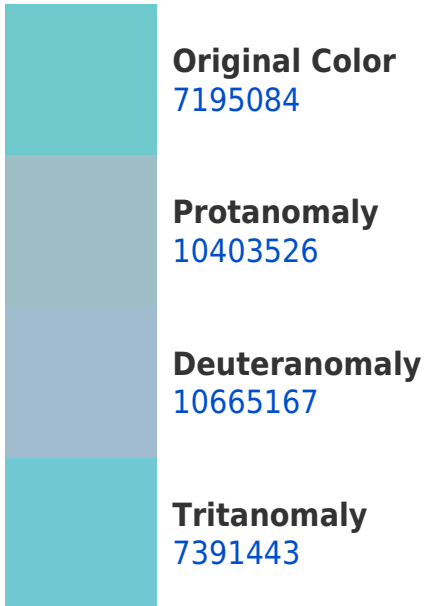 Original Color
7195084
Protanomaly
10403526
Deuteranomaly
10665167
Tritanomaly
7391443